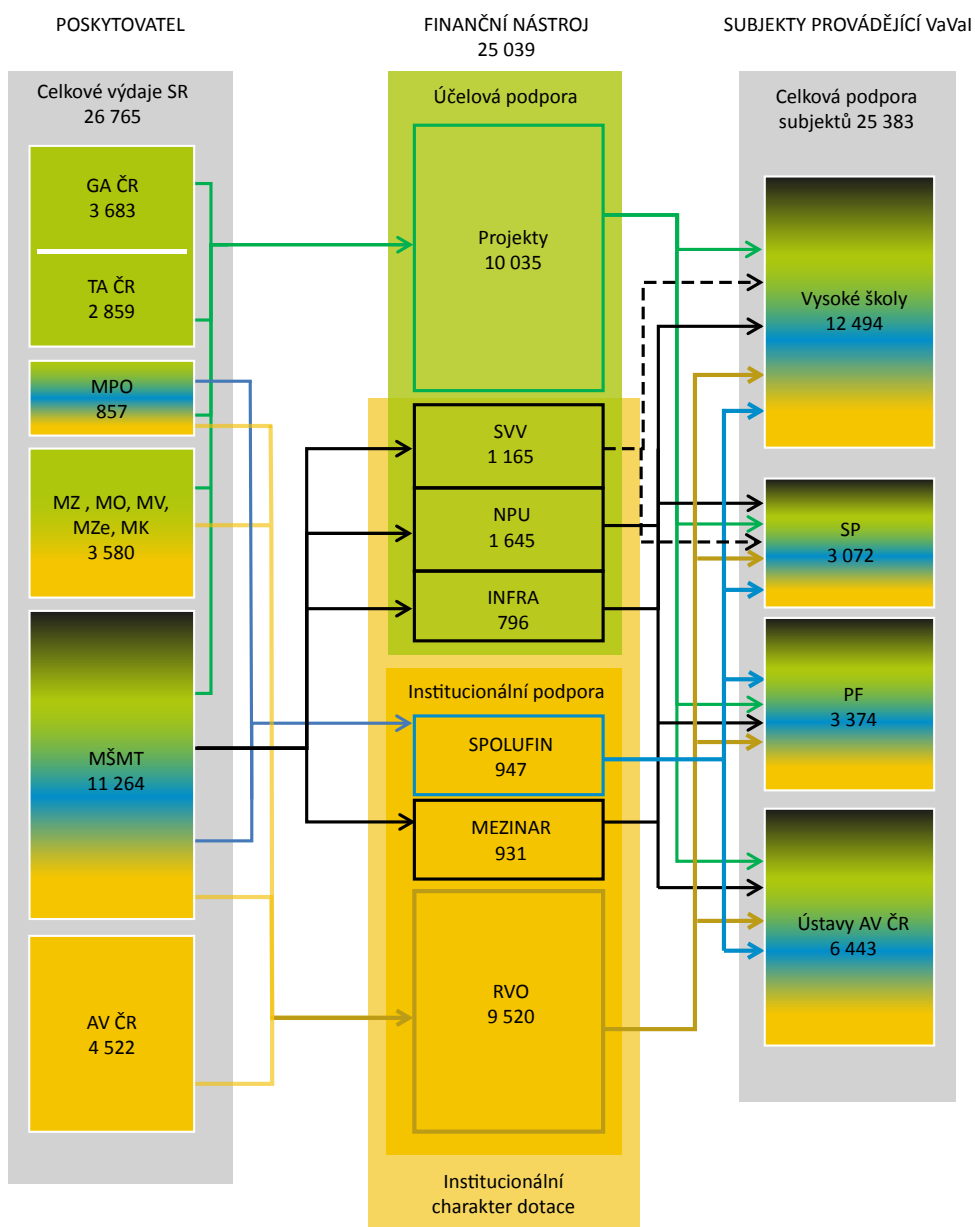 POSKYTOVATEL
Celkové výdaje SR
26 765
GA ČR
3 683
TA ČR
2 859
MPO
857
MZ , MO, MV,
MZe, MK
3 580
MŠMT
11 264
AV ČR
4 522
FINANČNÍ NÁSTROJ
25 039
Účelová podpora
Projekty
10 035
SVV
1 165
NPU
1 645
INFRA
796
Institucionální podpora
SPOLUFIN
947
MEZINAR
931
RVO
9 520
Institucionální
charakter dotace
SUBJEKTY PROVÁDĚJÍCÍ VaVaI
Celková podpora
subjektů 25 383
Vysoké školy
12 494
SP
3 072
PF
3 374
Ústavy AV ČR
6 443